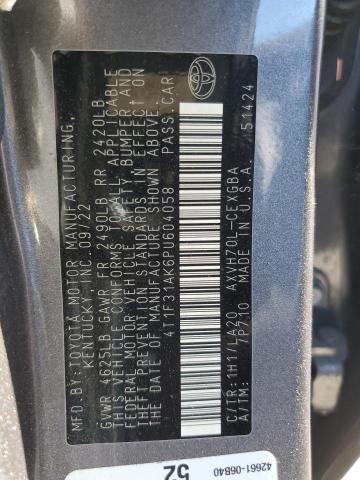 MFD.BY:TOYOTA MOTOR MANUFACTURING,
KENTUCKY, INC. 09/22
GVWR 4625LB GAWR FR 2490LB RR 2420LB
THIS VEHICLE CONFORMS TO ALL APPLICABLE
FEDERAL MOTOR VEHICLE SAFETY, BUMPER, AND
THEFT PREVENTION STANDARDS IN EFFECT ON
THE DATE OF MANUFACTURE SHOWN ABOVE.
4T1F31AK6PU604058 PASS.CAR
C/TR: 1H1/LA20 AXVH70L-CEXGBA
A/TM: 7P710 MADE IN U.S.A. 51424
52
42661-06B40